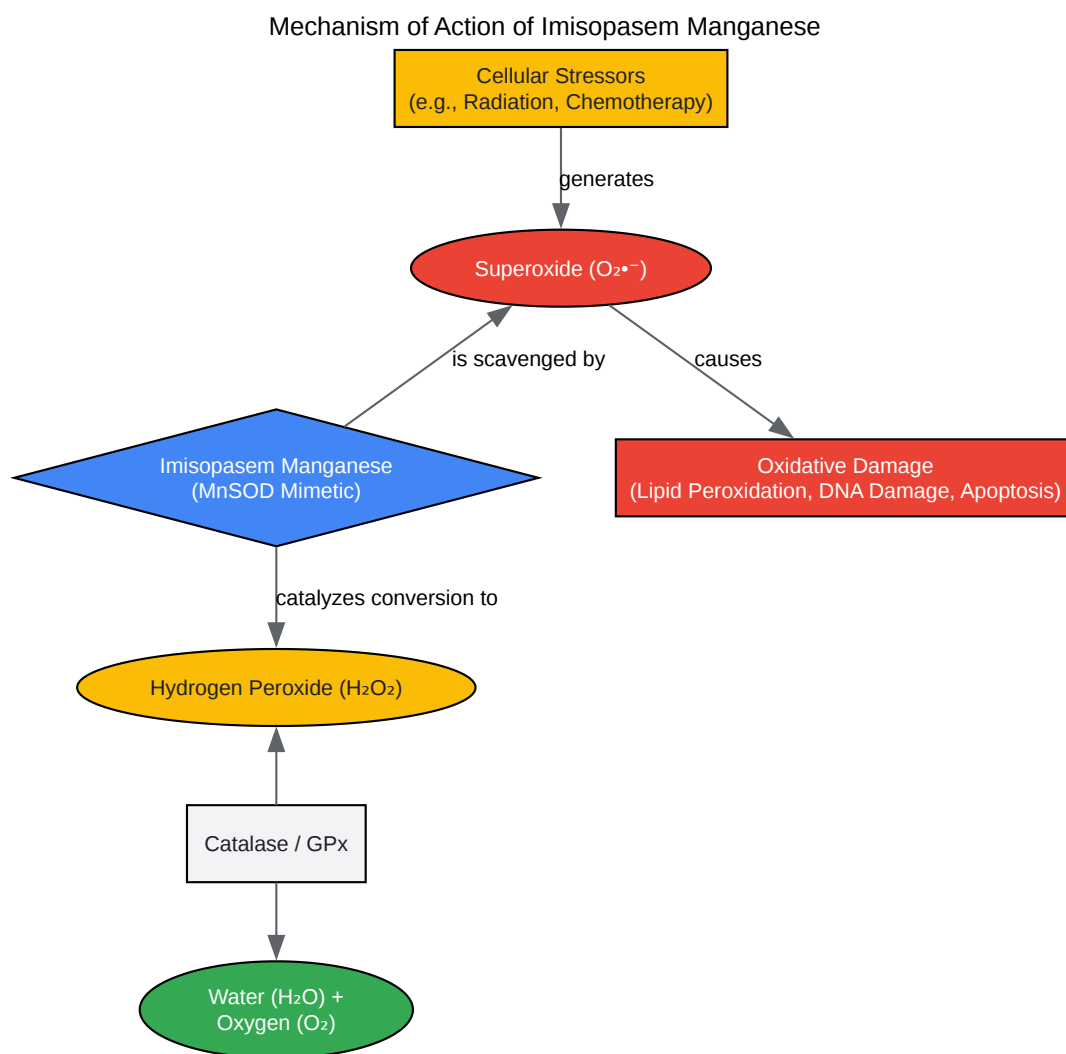 Mechanism of Action of Imisopasem Manganese
Cellular Stressors
(e.g., Radiation, Chemotherapy)
generates
Superoxide (O₂•⁻)
is scavenged by
causes
Imisopasem Manganese
(MnSOD Mimetic)
Oxidative Damage
(Lipid Peroxidation, DNA Damage, Apoptosis)
catalyzes conversion to
Hydrogen Peroxide (H₂O₂)
Catalase / GPx
Water (H₂O) +
Oxygen (O₂)